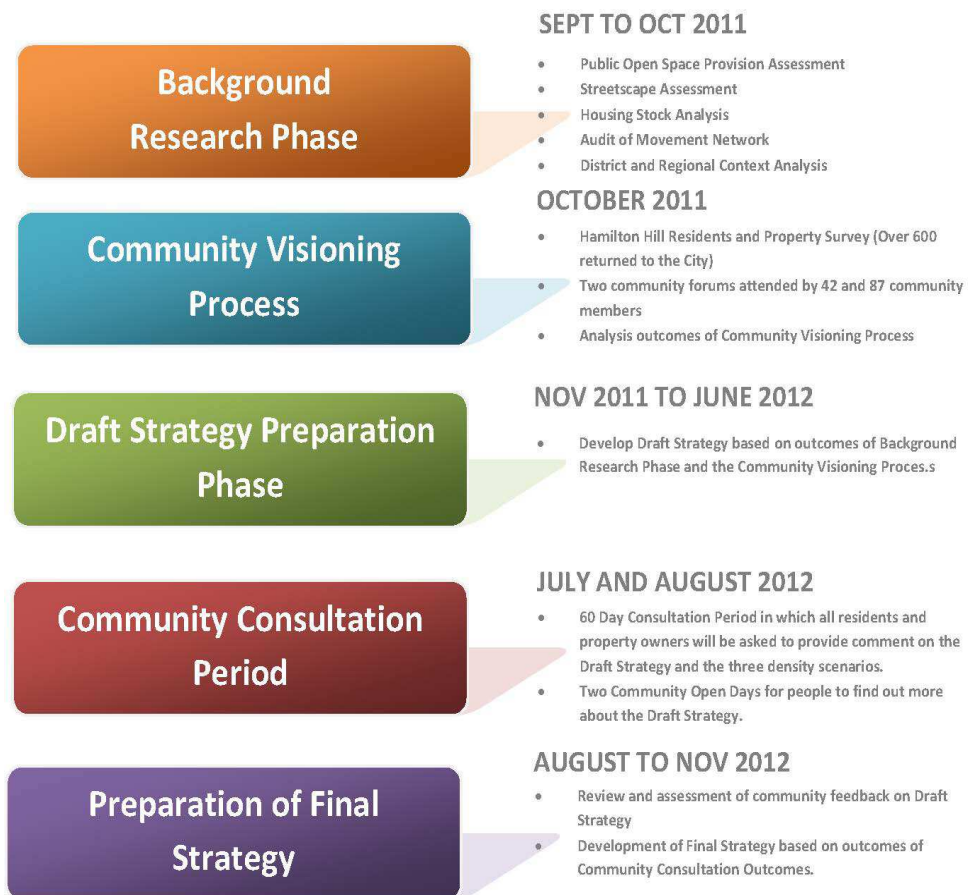 Background
Research Phase
SEPT TO OCT 2011
• Public Open Space Provision Assessment
• Streetscape Assessment
• Housing Stock Analysis
• Audit of Movement Network
• District and Regional Context Analysis
Community Visioning
Process
OCTOBER 2011
• Hamilton Hill Residents and Property Survey (Over 600
returned to the City)
• Two community forums attended by 42 and 87 community
members
• Analysis outcomes of Community Visioning Process
Draft Strategy Preparation
Phase
NOV 2011 TO JUNE 2012
• Develop Draft Strategy based on outcomes of Background
Research Phase and the Community Visioning Proces.s
Community Consultation
Period
JULY AND AUGUST 2012
• 60 Day Consultation Period in which all residents and
property owners will be asked to provide comment on the
Draft Strategy and the three density scenarios.
• Two Community Open Days for people to find out more
about the Draft Strategy.
Preparation of Final
Strategy
AUGUST TO NOV 2012
• Review and assessment of community feedback on Draft
Strategy
• Development of Final Strategy based on outcomes of
Community Consultation Outcomes.